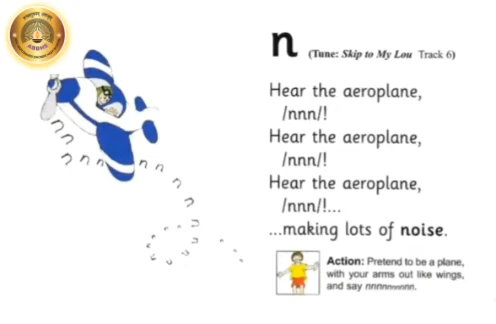 ABBHS
n (Tune: Skip to My Lou Track 6)
Hear the aeroplane,
/nnn/!
Hear the aeroplane,
/nnn/!
Hear the aeroplane,
/nnn/!...
...making lots of noise.
Action: Pretend to be a plane,
with your arms out like wings,
and say nnnnnnnnn.
n
n
n n n n n
n
n
n